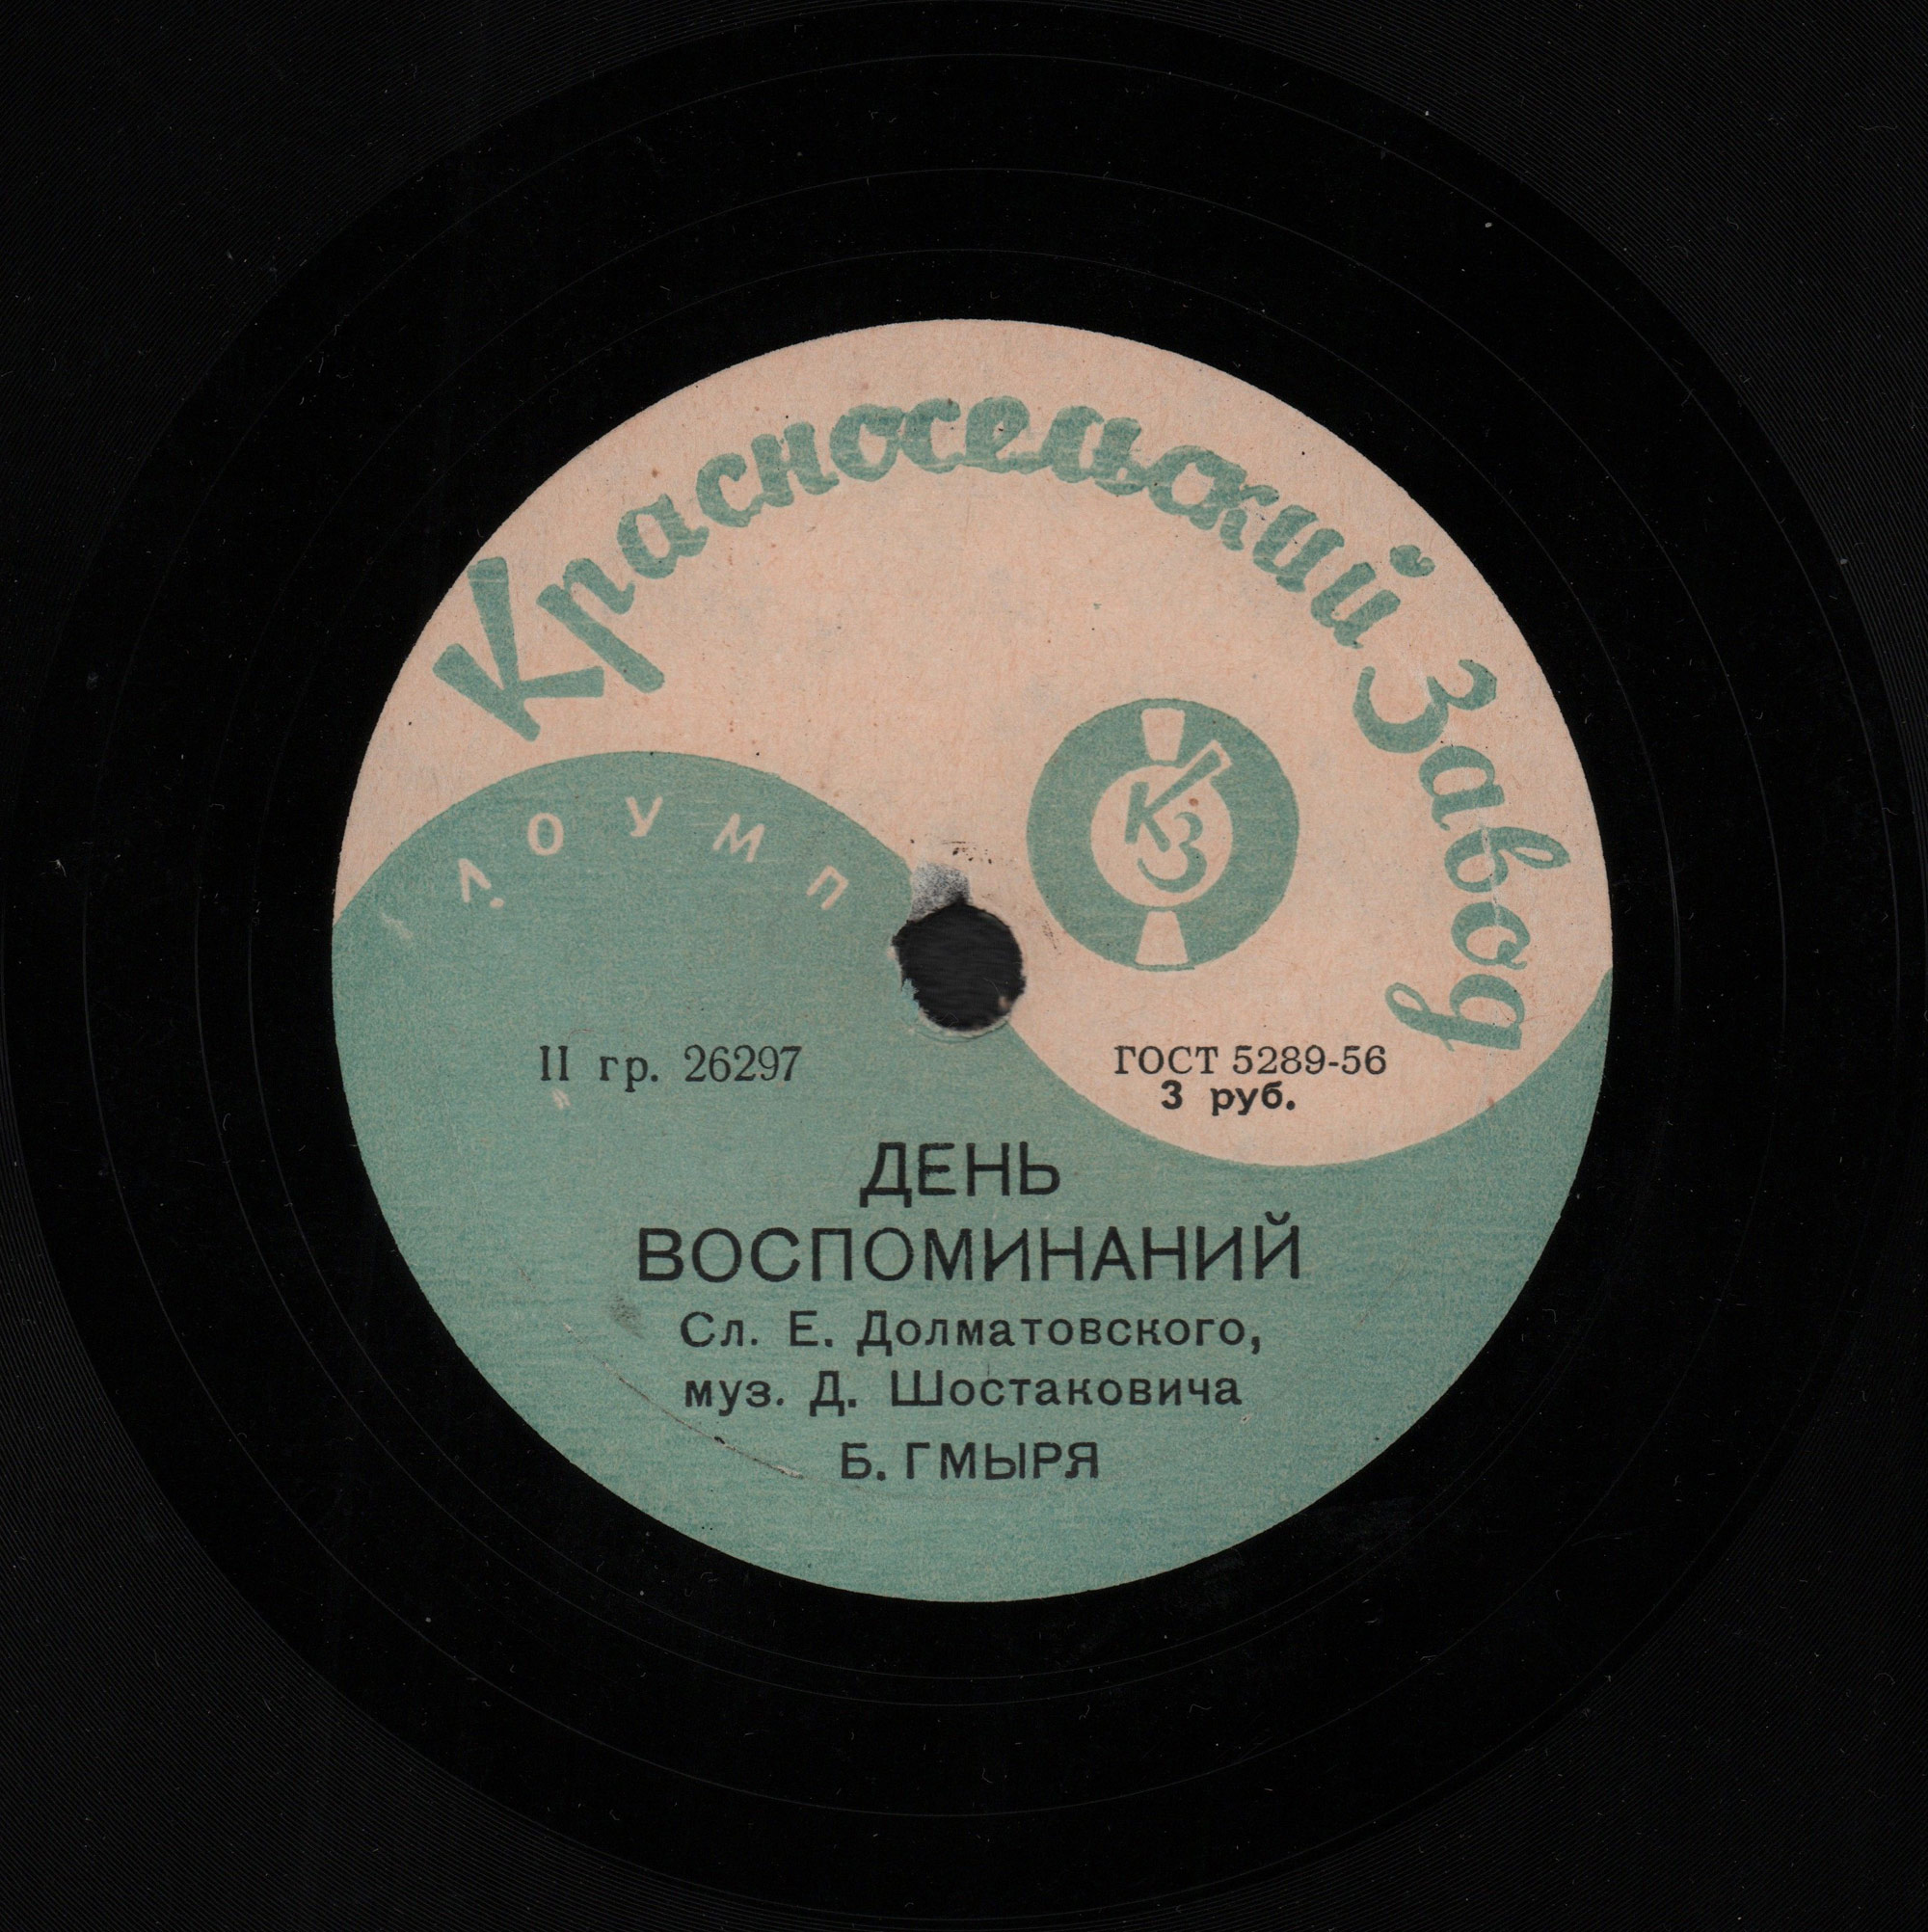 Красносельский Завод
ЛОУМП
КЗ
II гр. 26297
ГОСТ 5289-56
3 руб.
ДЕНЬ
ВОСПОМИНАНИЙ
Сл. Е. Долматовского,
муз. Д. Шостаковича
Б. ГМЫРЯ